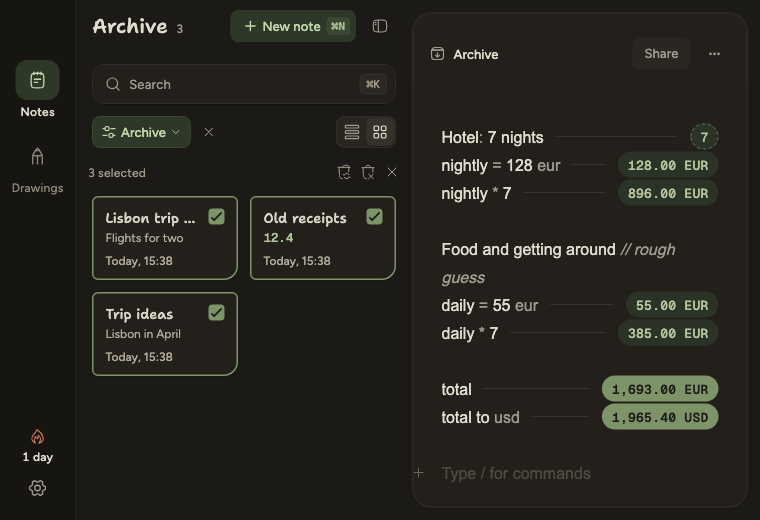 Archive 3
New note ⌘N
Archive
Share
Search ⌘K
Notes
Archive
Drawings
3 selected
Lisbon trip ...
Flights for two
Today, 15:38
Old receipts
12.4
Today, 15:38
Trip ideas
Lisbon in April
Today, 15:38
1 day
Hotel: 7 nights 7
nightly = 128 eur 128.00 EUR
nightly * 7 896.00 EUR
Food and getting around // rough
guess
daily = 55 eur 55.00 EUR
daily * 7 385.00 EUR
total 1,693.00 EUR
total to usd 1,965.40 USD
Type / for commands